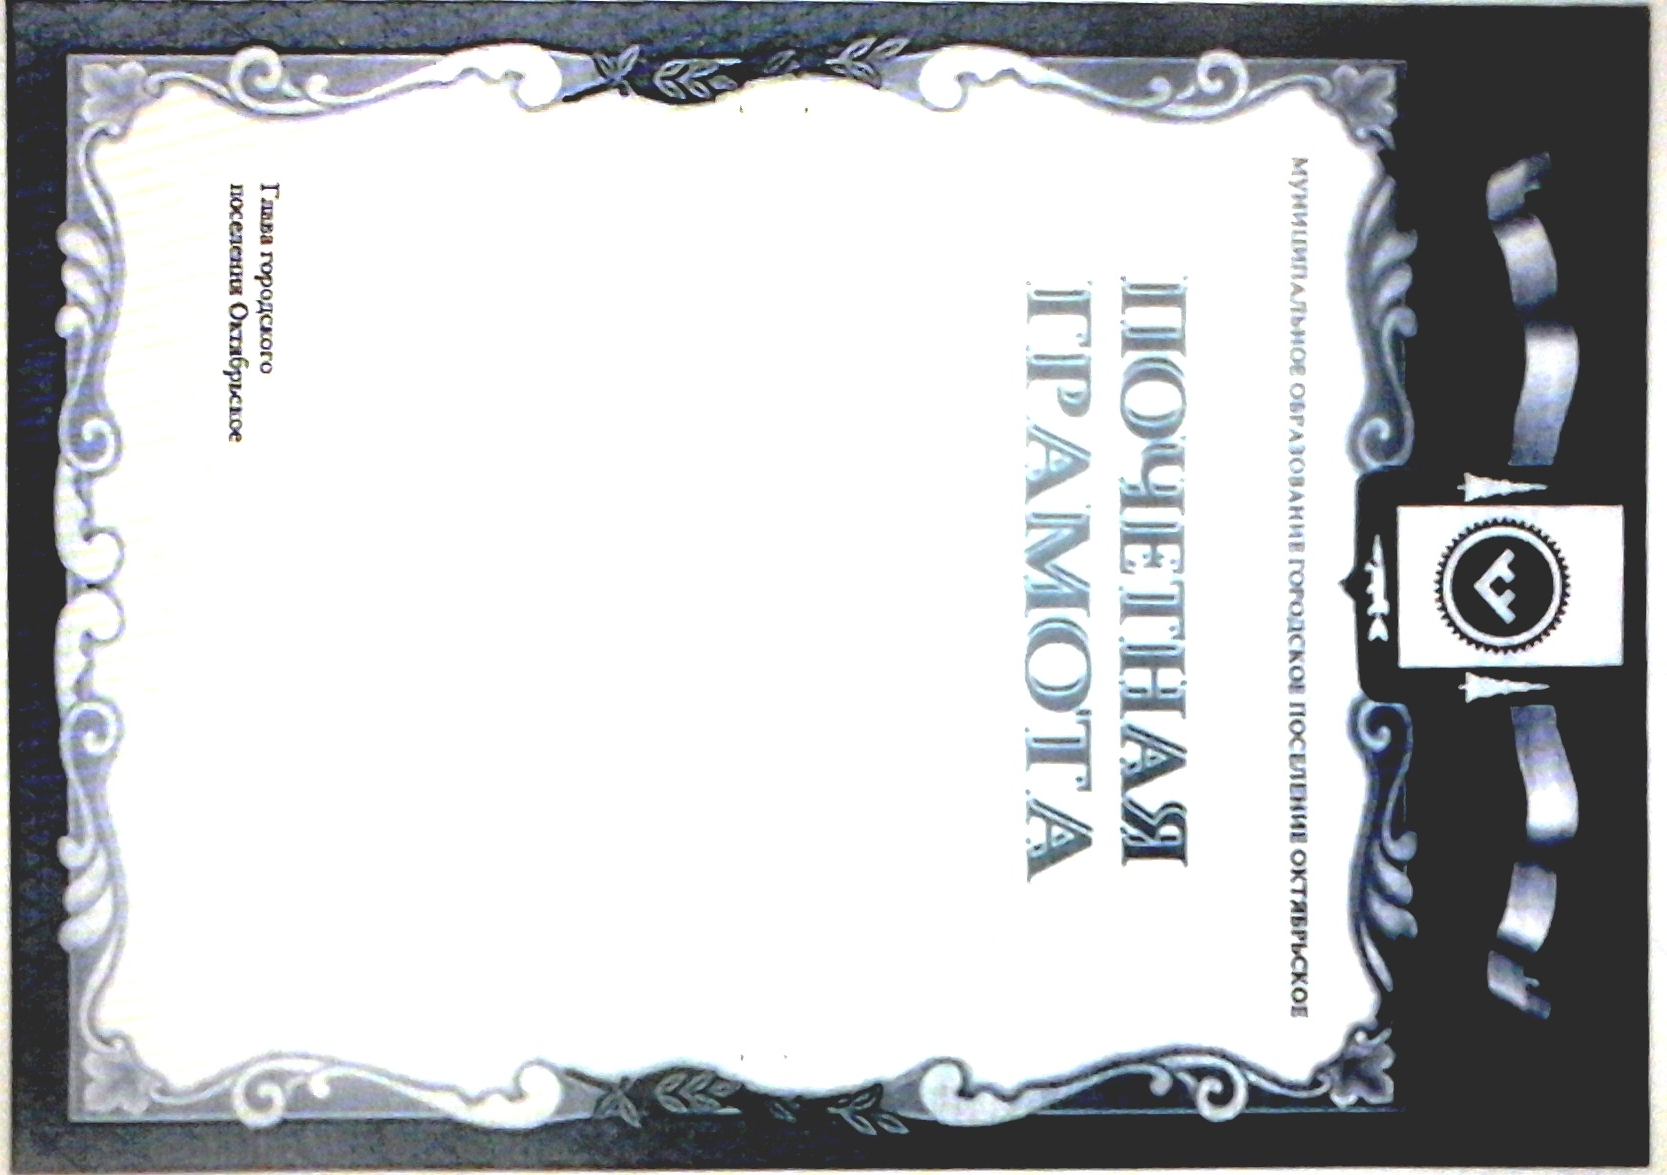 МУНИЦИПАЛЬНОЕ ОБРАЗОВАНИЕ ГОРОДСКОЕ ПОСЕЛЕНИЕ ОКТЯБРЬСКОЕ
ПОЧЕТНАЯ
ГРАМОТА
Глава городского
поселения Октябрьское